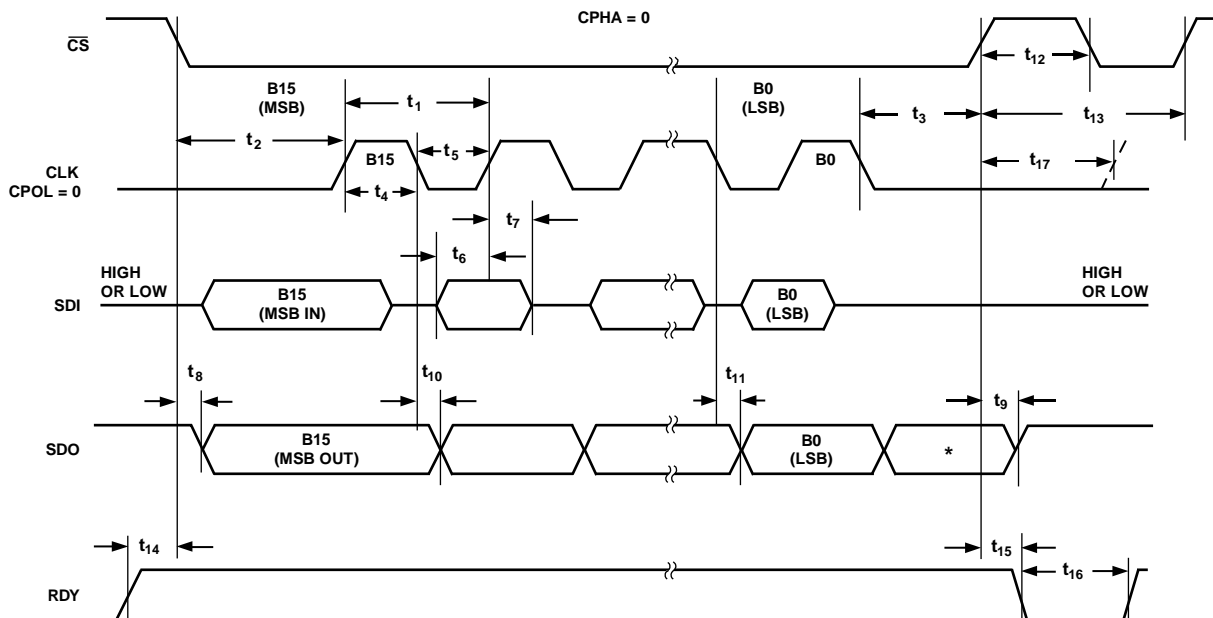 CPHA = 0
CS
t12
B15
(MSB)
t1
B0
(LSB)
t3
t13
t2
B15
t5
B0
t17
CLK
CPOL = 0
t4
t7
t6
HIGH
OR LOW
HIGH
OR LOW
SDI
B15
(MSB IN)
B0
(LSB)
t8
t10
t11
t9
SDO
B15
(MSB OUT)
B0
(LSB)
*
t14
t15
t16
RDY